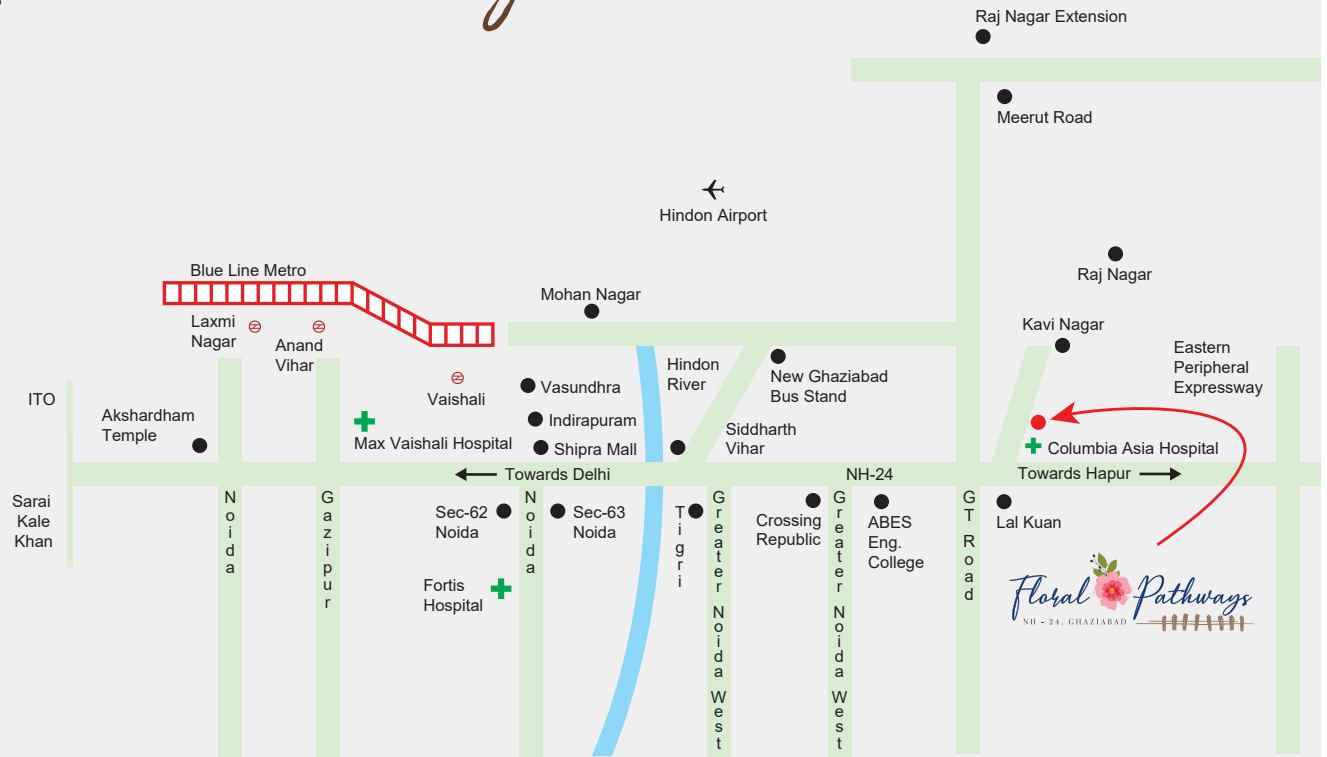 Raj Nagar Extension
Meerut Road
Hindon Airport
Raj Nagar
Blue Line Metro
Mohan Nagar
Laxmi
Nagar
Anand
Vihar
Kavi Nagar
Eastern
Peripheral
Expressway
Hindon
River
New Ghaziabad
Bus Stand
Vaishali
Vasundhra
ITO
Akshardham
Temple
Max Vaishali Hospital
Indirapuram
Shipra Mall
Siddharth
Vihar
Columbia Asia Hospital
Towards Delhi
NH-24
Towards Hapur
Sarai
Kale
Khan
Noida
Gazipur
Sec-62
Noida
Noida
Sec-63
Noida
Tigri
Greater Noida West
Crossing
Republic
Greater Noida West
ABES
Eng.
College
GT Road
Lal Kuan
Fortis
Hospital
Floral Pathways
NH - 24, GHAZIABAD